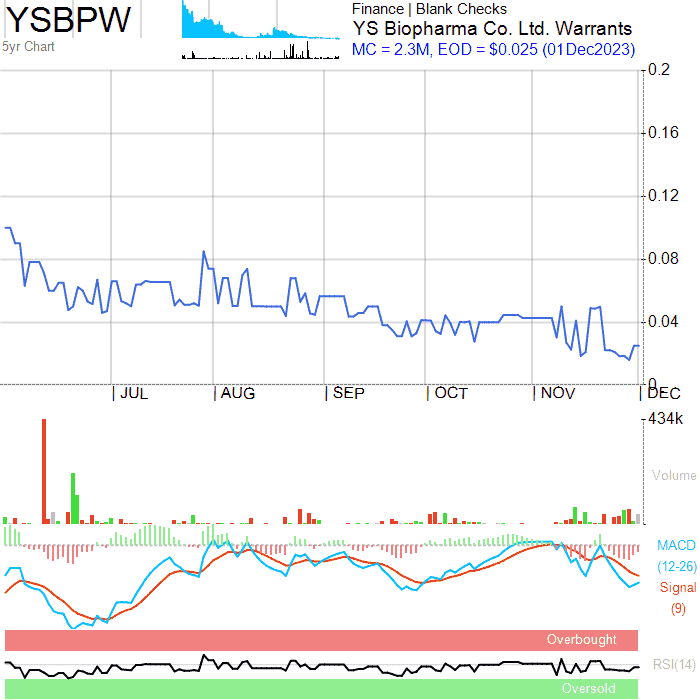 YSBPW
5yr Chart
Finance | Blank Checks
YS Biopharma Co. Ltd. Warrants
MC = 2.3M, EOD = $0.025 (01Dec2023)
0.2
0.16
0.12
0.08
0.04
0
| JUL | AUG | SEP | OCT | NOV | DEC
434k
Volume
MACD
(12-26)
Signal
(9)
Overbought
RSI(14)
Oversold